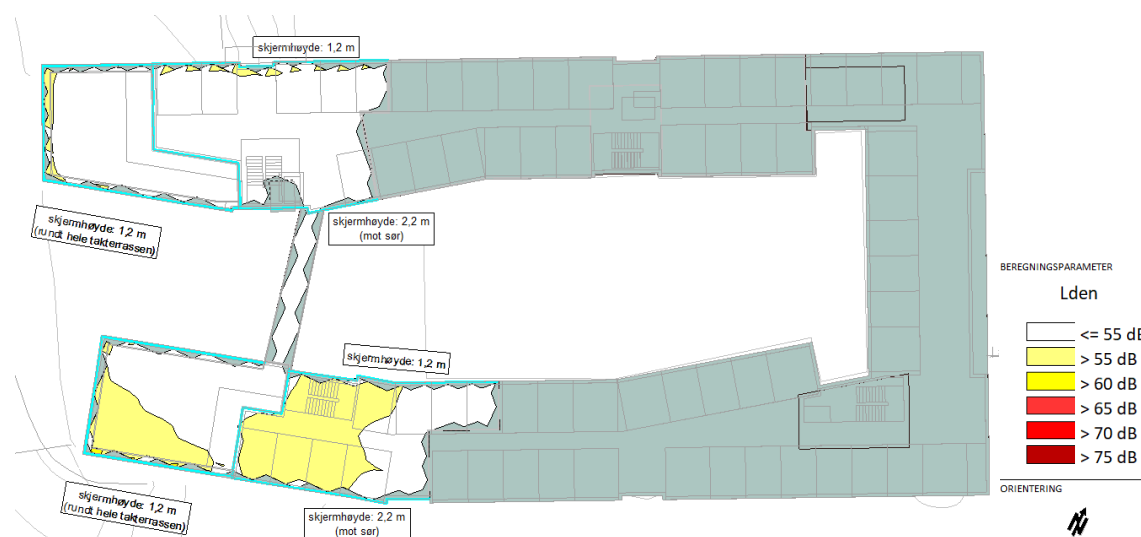 skjermhøyde: 1,2 m
skjermhøyde: 1,2 m
(rundt hele takterrassen)
skjermhøyde: 2,2 m
(mot sør)
skjermhøyde: 1,2 m
skjermhøyde: 1,2 m
(rundt hele takterrassen)
skjermhøyde: 2,2 m
(mot sør)
BEREGNINGSPARAMETER
Lden
<= 55 dB
> 55 dB
> 60 dB
> 65 dB
> 70 dB
> 75 dB
ORIENTERING
N